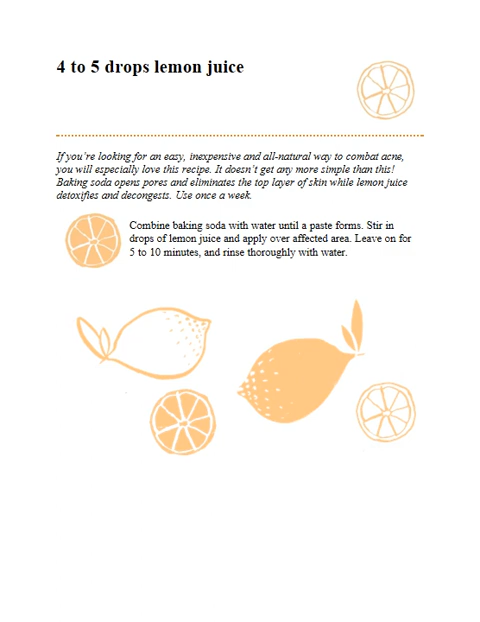 4 to 5 drops lemon juice
If you’re looking for an easy, inexpensive and all-natural way to combat acne,
you will especially love this recipe. It doesn’t get any more simple than this!
Baking soda opens pores and eliminates the top layer of skin while lemon juice
detoxifies and decongests. Use once a week.
Combine baking soda with water until a paste forms. Stir in
drops of lemon juice and apply over affected area. Leave on for
5 to 10 minutes, and rinse thoroughly with water.